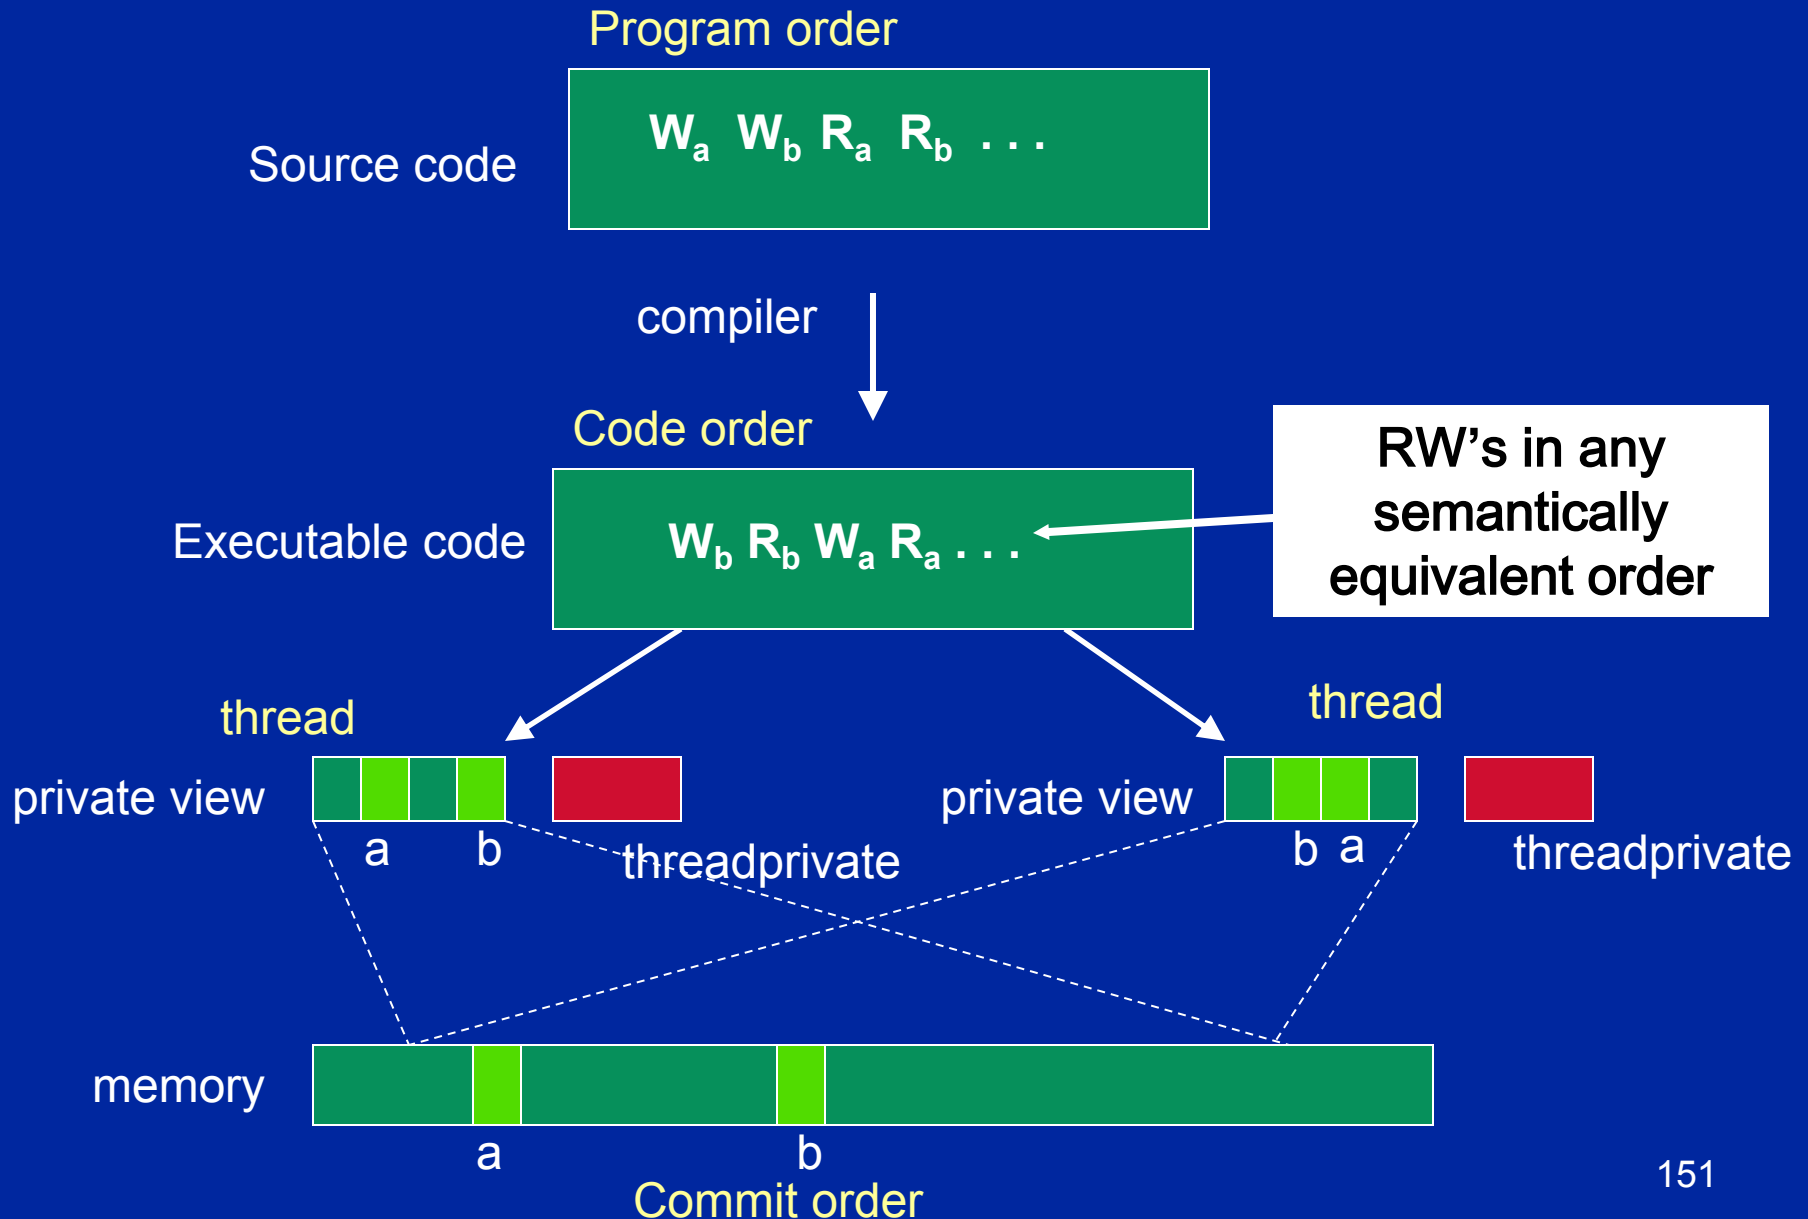 Program order
Source code
Wa Wb Ra Rb ...
compiler
Code order
Executable code
Wb Rb Wa Ra ...
RW's in any
semantically
equivalent order
thread
thread
private view
private view
a b
threadprivate
b a
threadprivate
memory
a b
Commit order
151